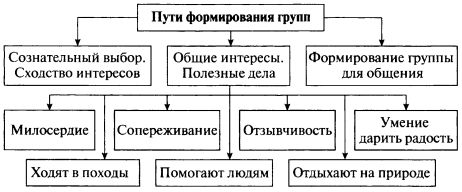 Пути формирования групп
Сознательный выбор.
Сходство интересов
Общие интересы.
Полезные дела
Формирование группы
для общения
Милосердие
Сопереживание
Отзывчивость
Умение
дарить радость
Ходят в походы
Помогают людям
Отдыхают на природе